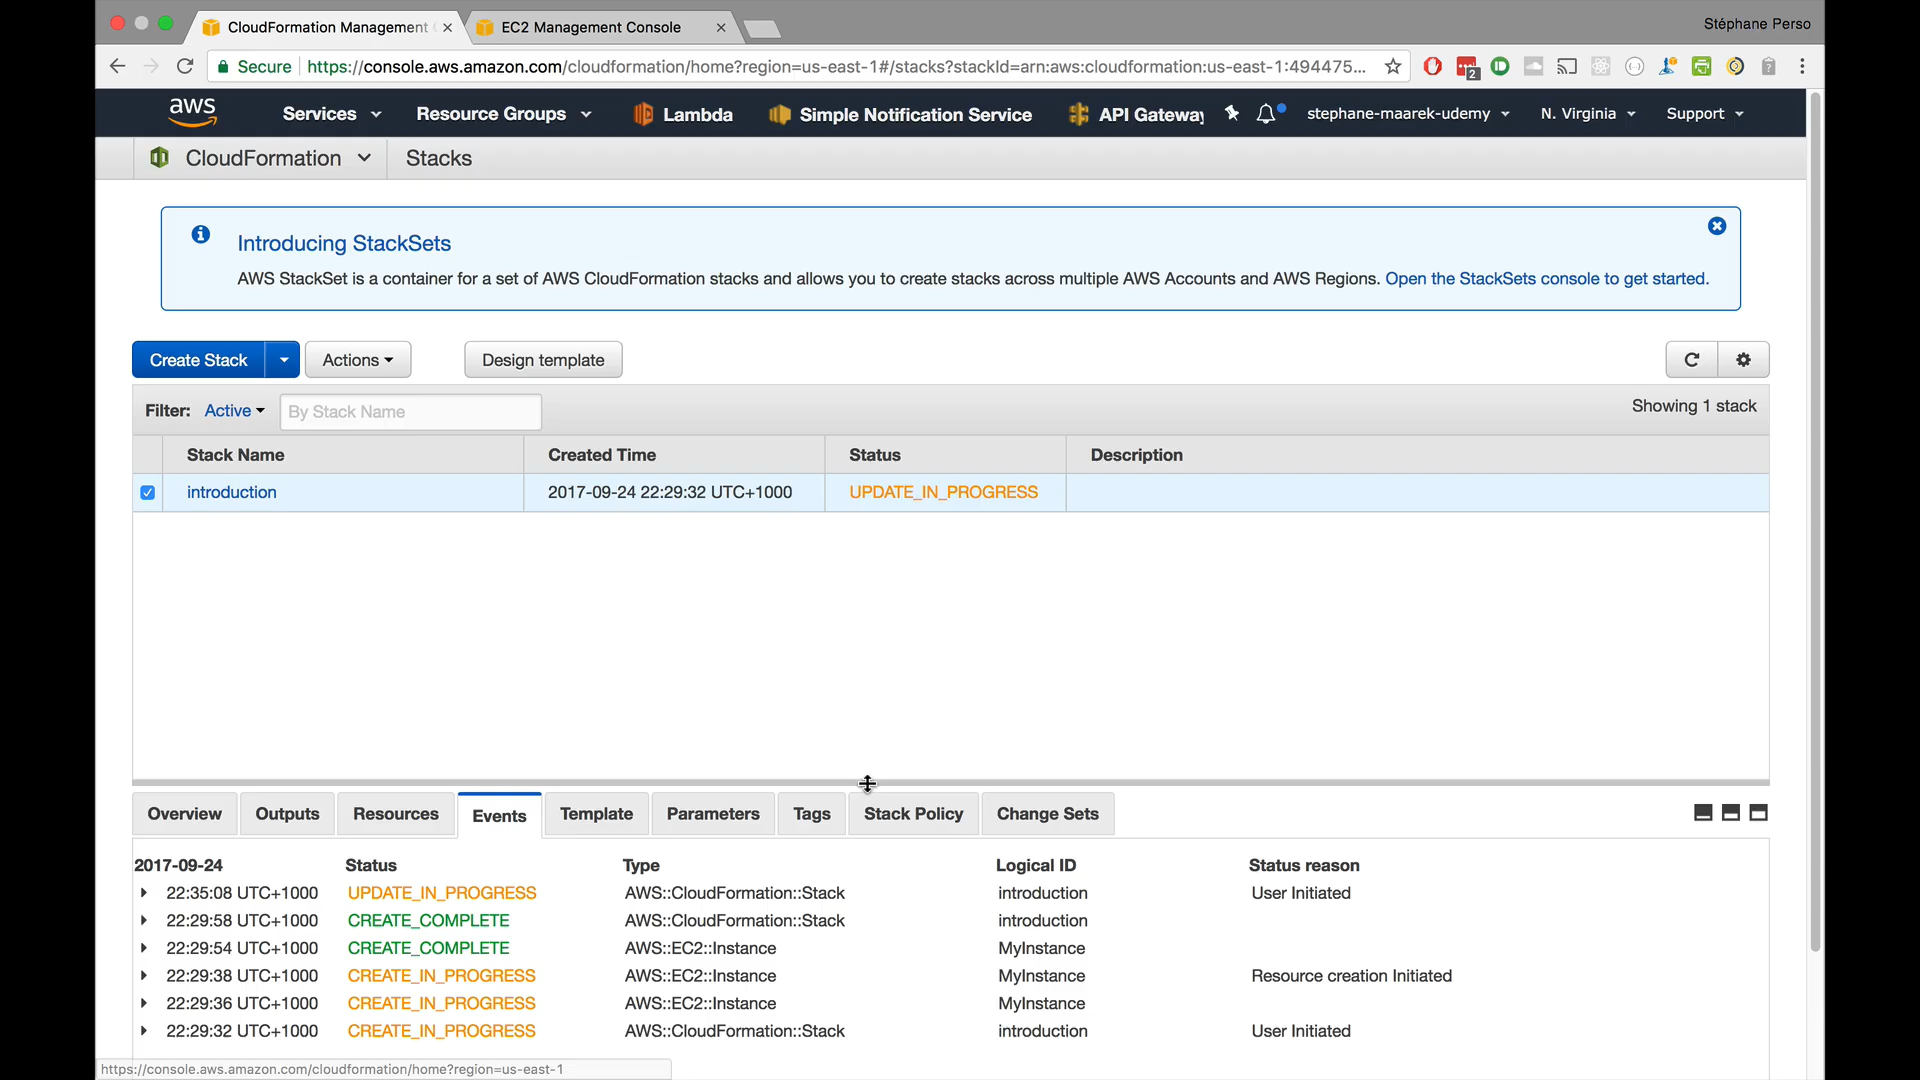 CloudFormation Management
EC2 Management Console
Stéphane Perso
Secure https://console.aws.amazon.com/cloudformation/home?region=us-east-1#/stacks?stackId=arn:aws:cloudformation:us-east-1:494475...
2
aws Services Resource Groups Lambda Simple Notification Service API Gateway stephane-maarek-udemy N. Virginia Support
CloudFormation Stacks
Introducing StackSets
AWS StackSet is a container for a set of AWS CloudFormation stacks and allows you to create stacks across multiple AWS Accounts and AWS Regions. Open the StackSets console to get started.
Create Stack Actions Design template
Filter: Active By Stack Name Showing 1 stack
Stack Name Created Time Status Description
introduction 2017-09-24 22:29:32 UTC+1000 UPDATE_IN_PROGRESS
Overview Outputs Resources Events Template Parameters Tags Stack Policy Change Sets
2017-09-24 Status Type Logical ID Status reason
22:35:08 UTC+1000 UPDATE_IN_PROGRESS AWS::CloudFormation::Stack introduction User Initiated
22:29:58 UTC+1000 CREATE_COMPLETE AWS::CloudFormation::Stack introduction
22:29:54 UTC+1000 CREATE_COMPLETE AWS::EC2::Instance MyInstance
22:29:38 UTC+1000 CREATE_IN_PROGRESS AWS::EC2::Instance MyInstance Resource creation Initiated
22:29:36 UTC+1000 CREATE_IN_PROGRESS AWS::EC2::Instance MyInstance
22:29:32 UTC+1000 CREATE_IN_PROGRESS AWS::CloudFormation::Stack introduction User Initiated
https://console.aws.amazon.com/cloudformation/home?region=us-east-1